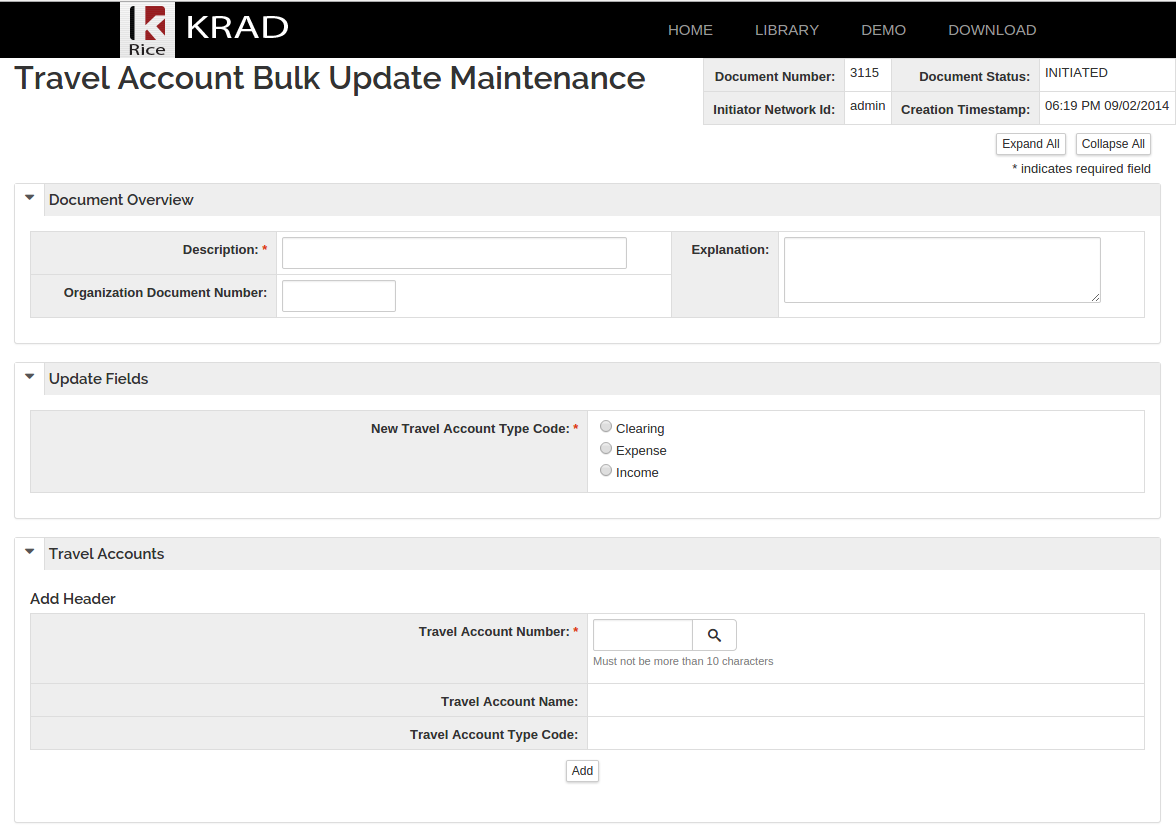 Rice
KRAD
HOME LIBRARY DEMO DOWNLOAD
Travel Account Bulk Update Maintenance
Document Number: 3115 Document Status: INITIATED
Initiator Network Id: admin Creation Timestamp: 06:19 PM 09/02/2014
Expand All Collapse All
* indicates required field
Document Overview
Description: * Explanation:
Organization Document Number:
Update Fields
New Travel Account Type Code: * Clearing
Expense
Income
Travel Accounts
Add Header
Travel Account Number: *
Must not be more than 10 characters
Travel Account Name:
Travel Account Type Code:
Add